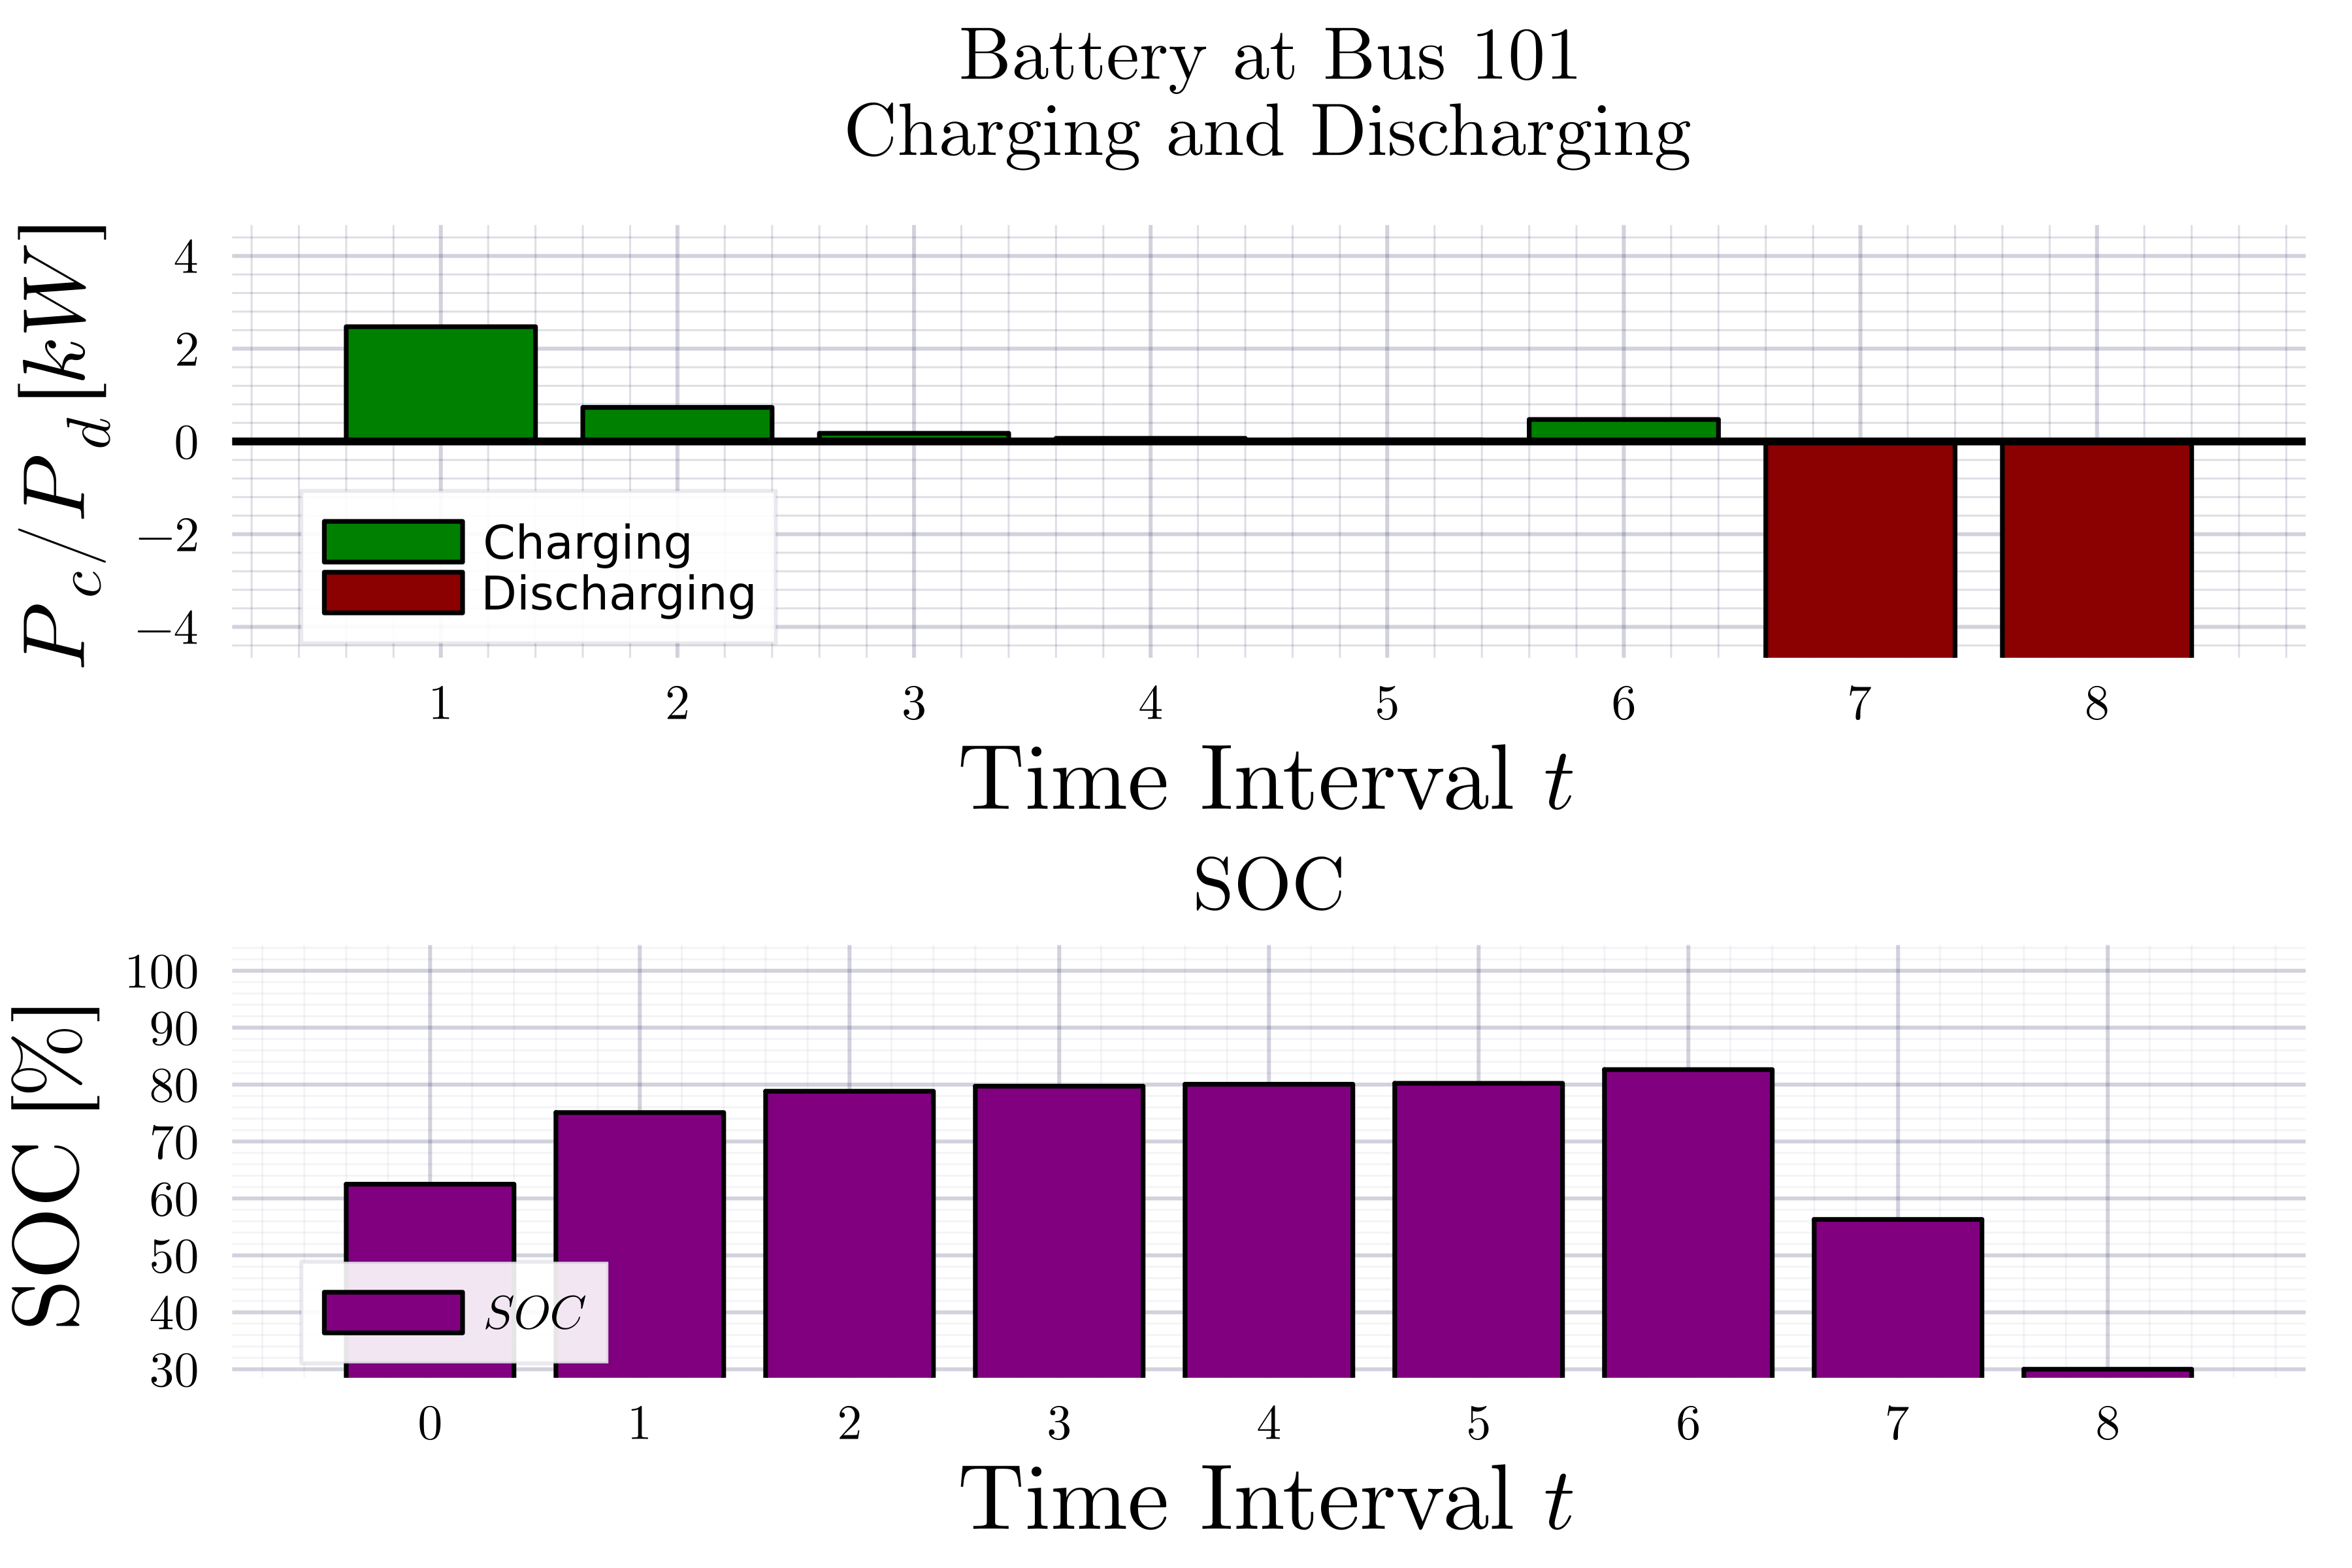 Battery at Bus 101
Charging and Discharging
P_c/P_d [kW]
4
2
0
−2
−4
Charging
Discharging
1 2 3 4 5 6 7 8
Time Interval t
SOC
SOC [%]
100
90
80
70
60
50
40
30
SOC
0 1 2 3 4 5 6 7 8
Time Interval t